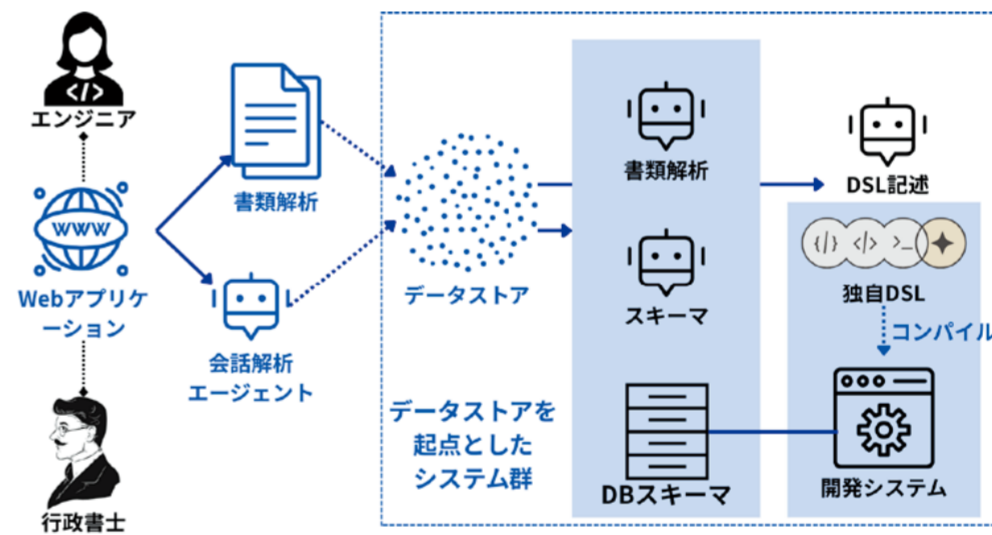 エンジニア
WWW
Webアプリケ
ーション
行政書士
書類解析
会話解析
エージェント
データストア
データストアを
起点とした
システム群
書類解析
スキーマ
DBスキーマ
DSL記述
{/} </> >_
独自DSL
コンパイル
開発システム